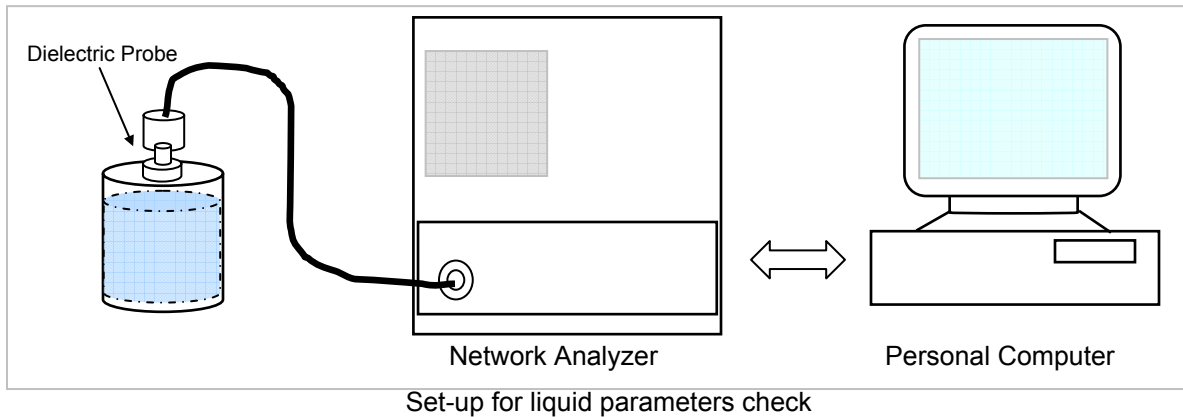 Dielectric Probe
Network Analyzer
Personal Computer
Set-up for liquid parameters check